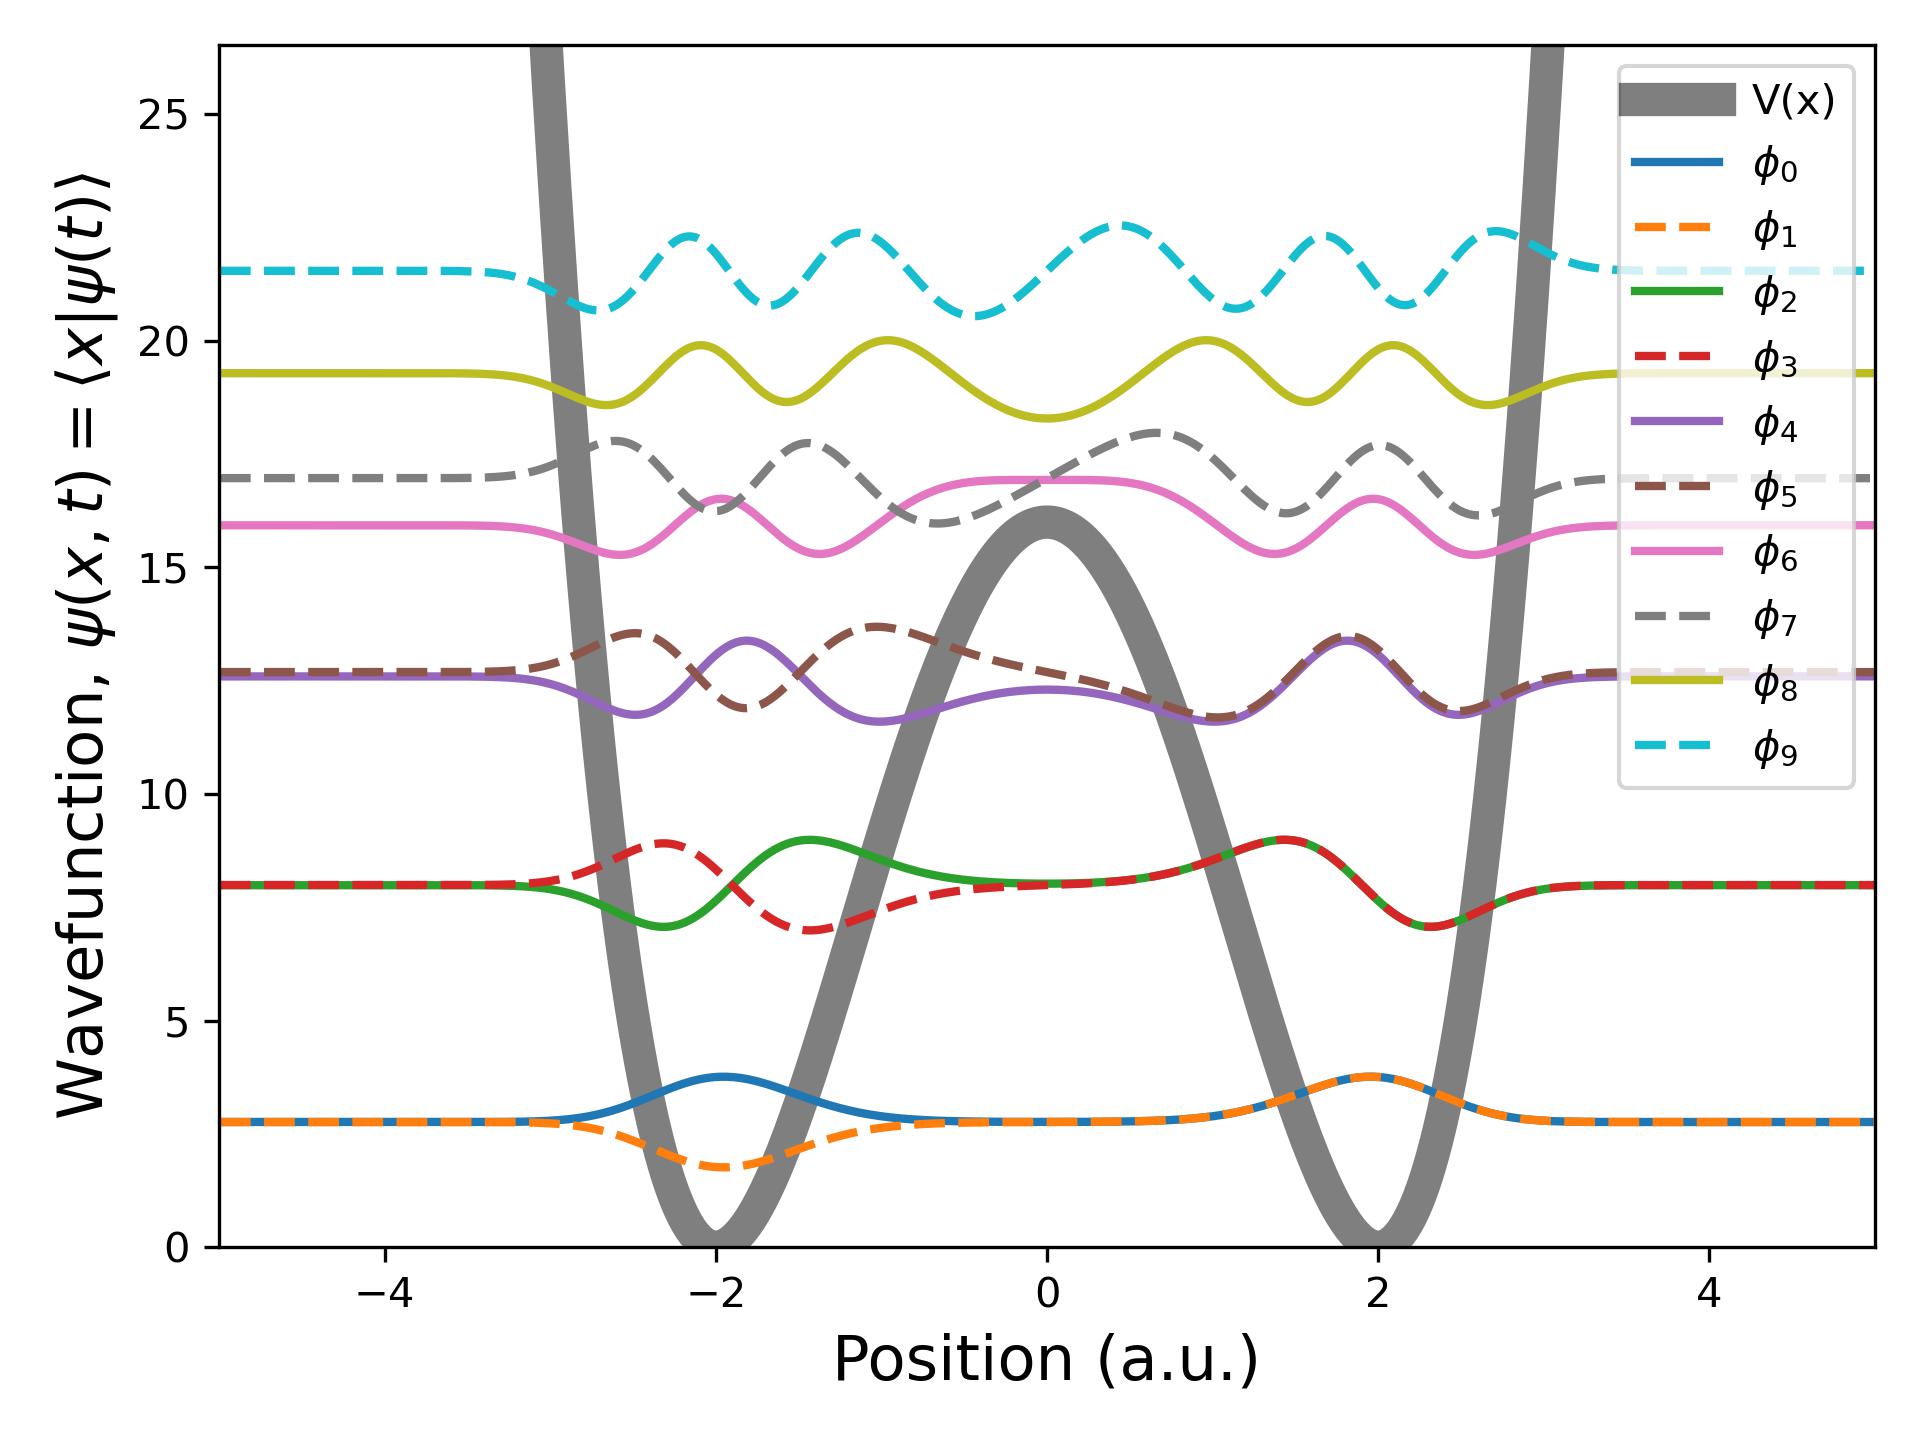 Wavefunction, ψ(x, t) = ⟨x|ψ(t)⟩
25
20
15
10
5
0
−4
−2
0
2
4
Position (a.u.)
V(x)
ϕ₀
ϕ₁
ϕ₂
ϕ₃
ϕ₄
ϕ₅
ϕ₆
ϕ₇
ϕ₈
ϕ₉